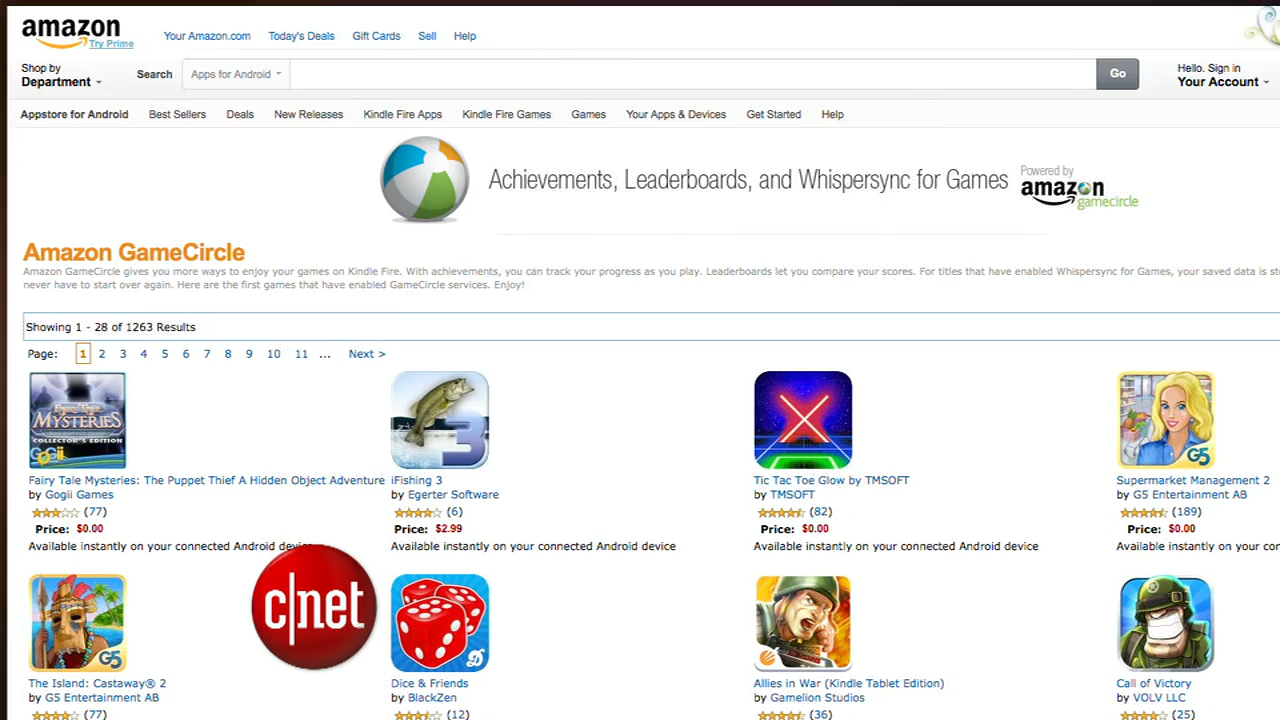 amazon
Try Prime
Your Amazon.com Today's Deals Gift Cards Sell Help
Shop by
Department
Search Apps for Android Go
Hello. Sign in
Your Account
Appstore for Android Best Sellers Deals New Releases Kindle Fire Apps Kindle Fire Games Games Your Apps & Devices Get Started Help
Achievements, Leaderboards, and Whispersync for Games
Powered by
amazon
gamecircle
Amazon GameCircle
Amazon GameCircle gives you more ways to enjoy your games on Kindle Fire. With achievements, you can track your progress as you play. Leaderboards let you compare your scores. For titles that have enabled Whispersync for Games, your saved data is sto
never have to start over again. Here are the first games that have enabled GameCircle services. Enjoy!
Showing 1 - 28 of 1263 Results
Page: 1 2 3 4 5 6 7 8 9 10 11 ... Next >
MYSTERIES
COLLECTOR'S EDITION
Gogii
3
G5
Fairy Tale Mysteries: The Puppet Thief A Hidden Object Adventure iFishing 3 Tic Tac Toe Glow by TMSOFT Supermarket Management 2
by Gogii Games by Egerter Software by TMSOFT by G5 Entertainment AB
(77) (6) (82) (189)
Price: $0.00 Price: $2.99 Price: $0.00 Price: $0.00
Available instantly on your connected Android device Available instantly on your connected Android device Available instantly on your connected Android device Available instantly on your con
c|net
G5
The Island: Castaway® 2 Dice & Friends Allies in War (Kindle Tablet Edition) Call of Victory
by G5 Entertainment AB by BlackZen by Gamelion Studios by VOLV LLC
(77) (12) (36) (25)